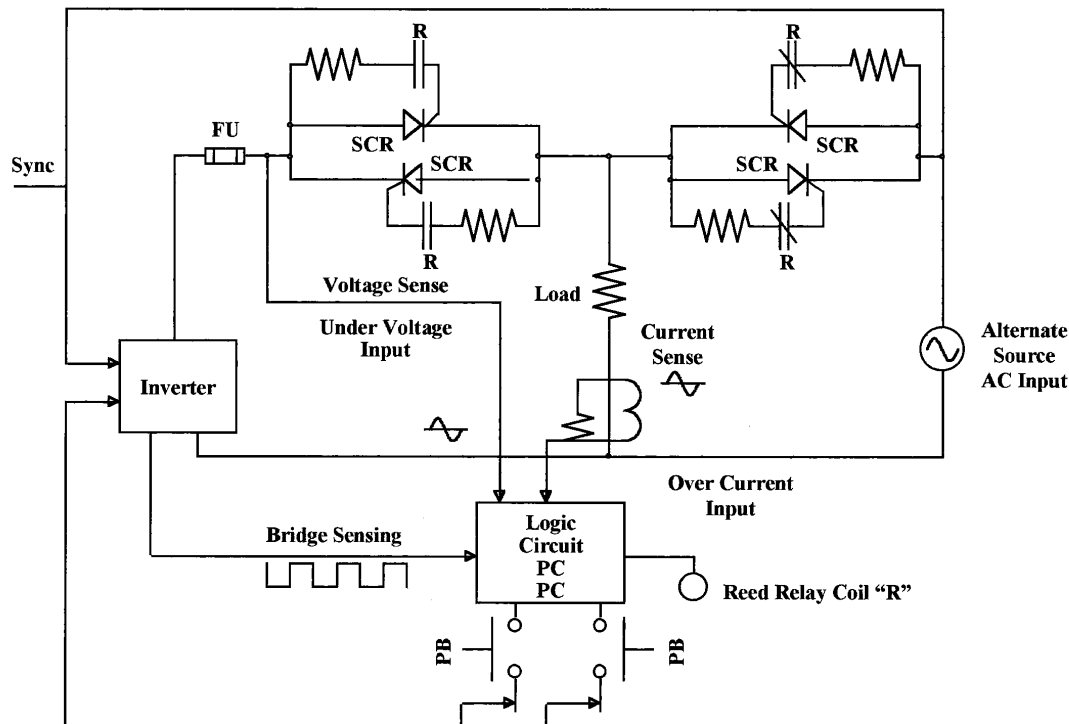 R
R
FU
SCR
SCR
SCR
SCR
Sync
R
R
Voltage Sense
Load
Under Voltage
Input
Current
Sense
Alternate
Source
AC Input
Inverter
Over Current
Input
Bridge Sensing
Logic
Circuit
PC
PC
Reed Relay Coil “R”
PB
PB